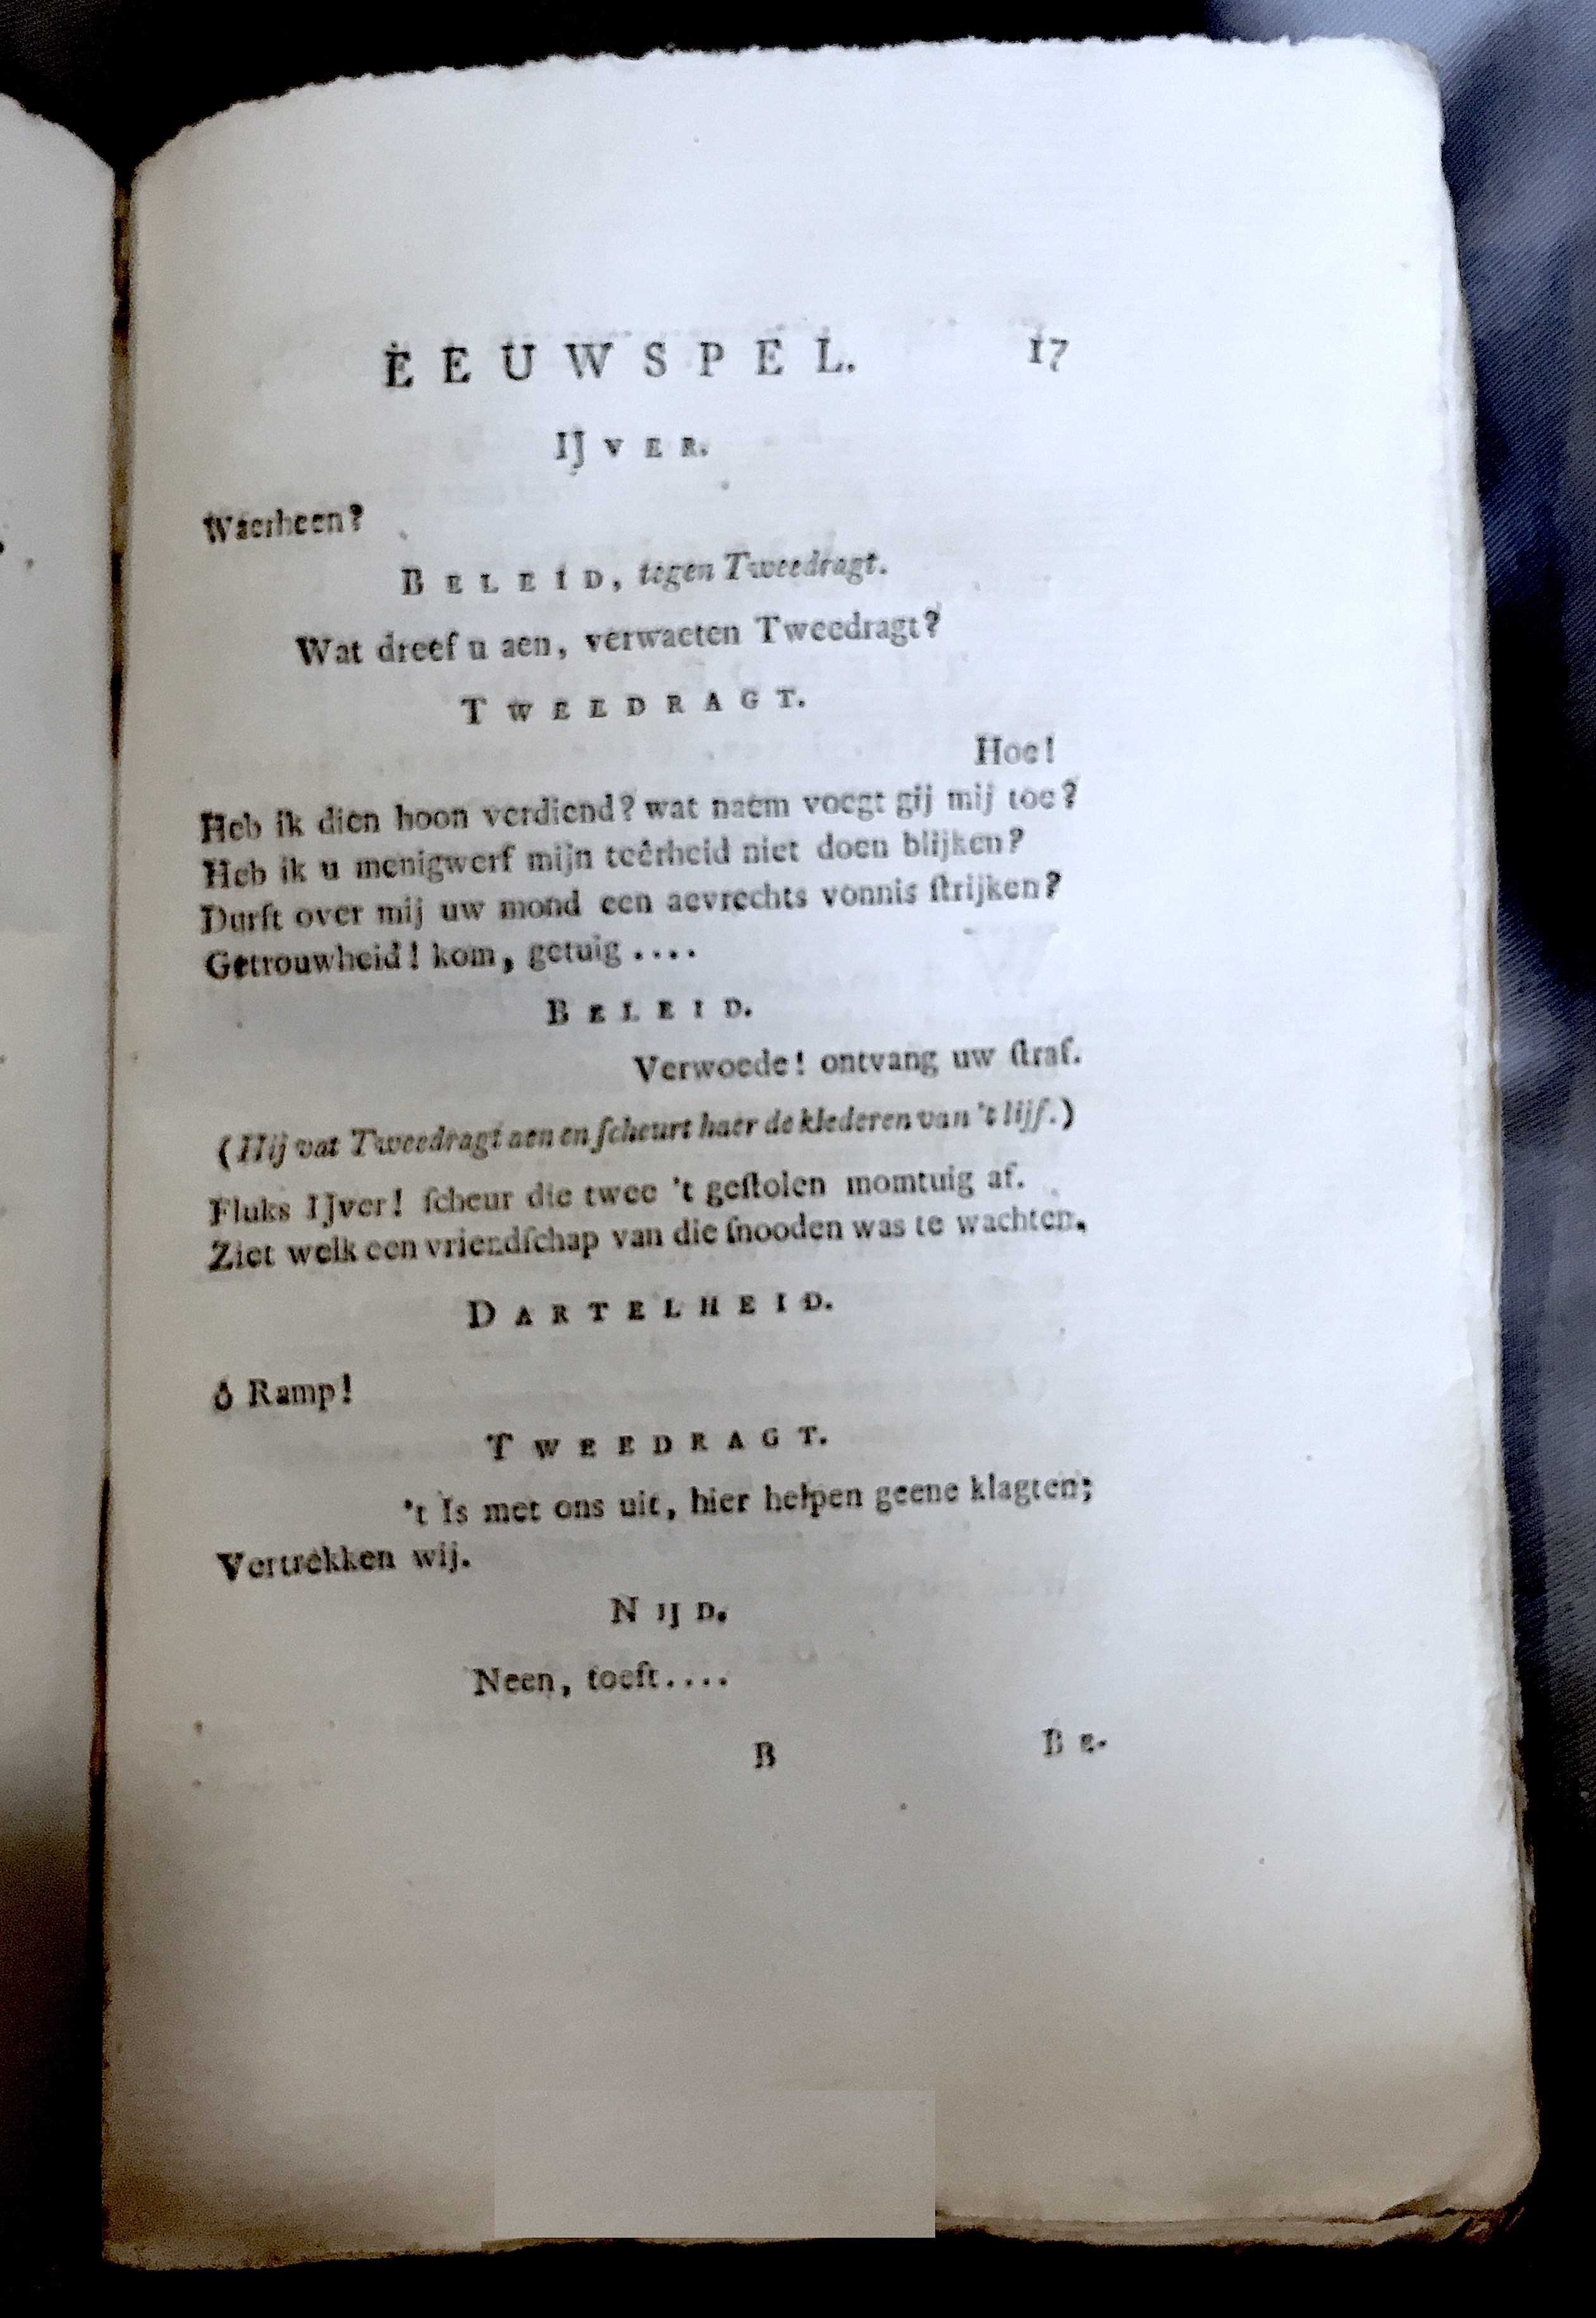 EEUWSPEL. 17
IJVER.
Waerheen?
BELEID, tegen Tweedragt.
Wat dreef u aen, verwaeten Tweedragt?
TWEEDRAGT.
Hoe!
Heb ik dien hoon verdiend? wat naem voegt gij mij toe?
Heb ik u menigwerf mijn teêrheid niet doen blijken?
Durſt over mij uw mond een aevrechts vonnis ſtrijken?
Getrouwheid! kom, getuig ....
BELEID.
Verwoede! ontvang uw ſtraf.
(Hij vat Tweedragt aen en ſcheurt haer de klederen van 't lijf.)
Fluks IJver! ſcheur die twee 't geſtolen momtuig af.
Ziet welk een vriendſchap van die ſnooden was te wachten.
DARTELHEID.
ô Ramp!
TWEEDRAGT.
't Is met ons uit, hier helpen geene klagten;
Vertrekken wij.
NIJD.
Neen, toeft....
B BE-